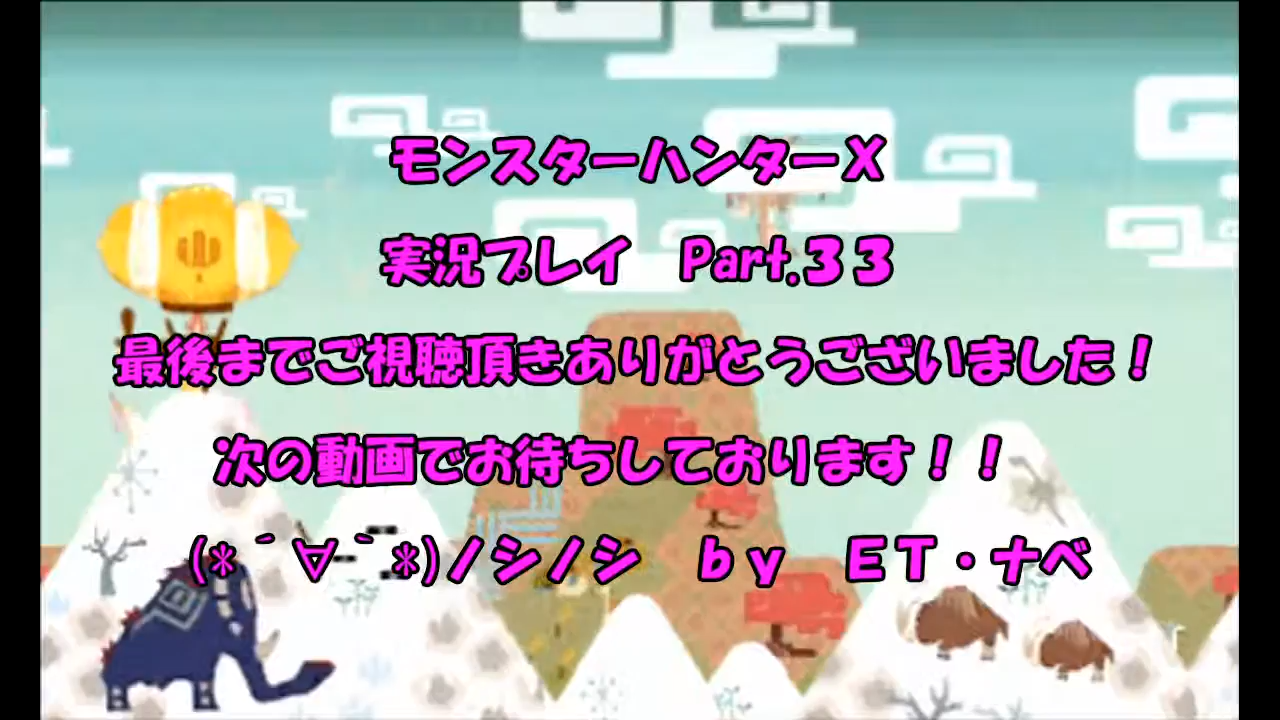 モンスターハンターX
実況プレイ　Part.33
最後までご視聴頂きありがとうございました！
次の動画でお待ちしております！！
(*´∀｀*)ノシノシ　by　ET・ナベ